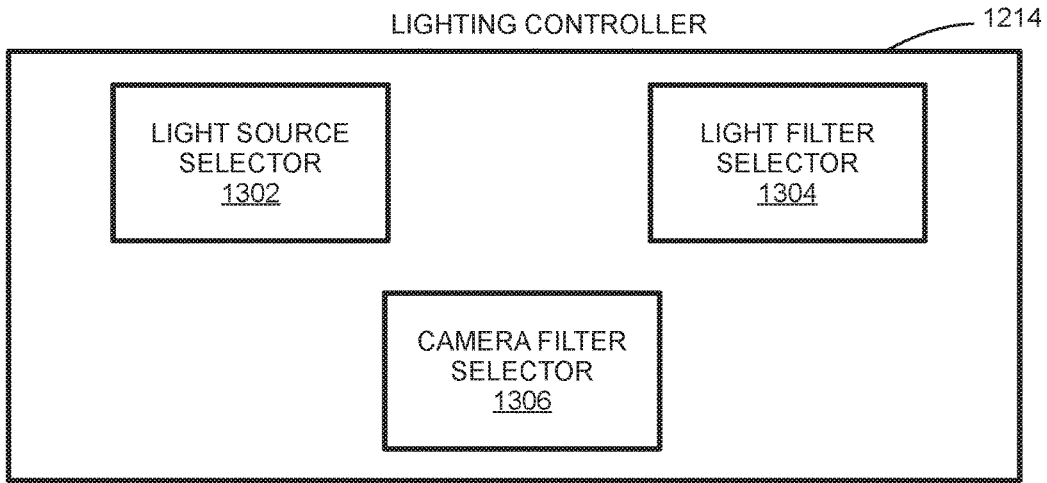 LIGHTING CONTROLLER
1214
LIGHT SOURCE
SELECTOR
1302
LIGHT FILTER
SELECTOR
1304
CAMERA FILTER
SELECTOR
1306